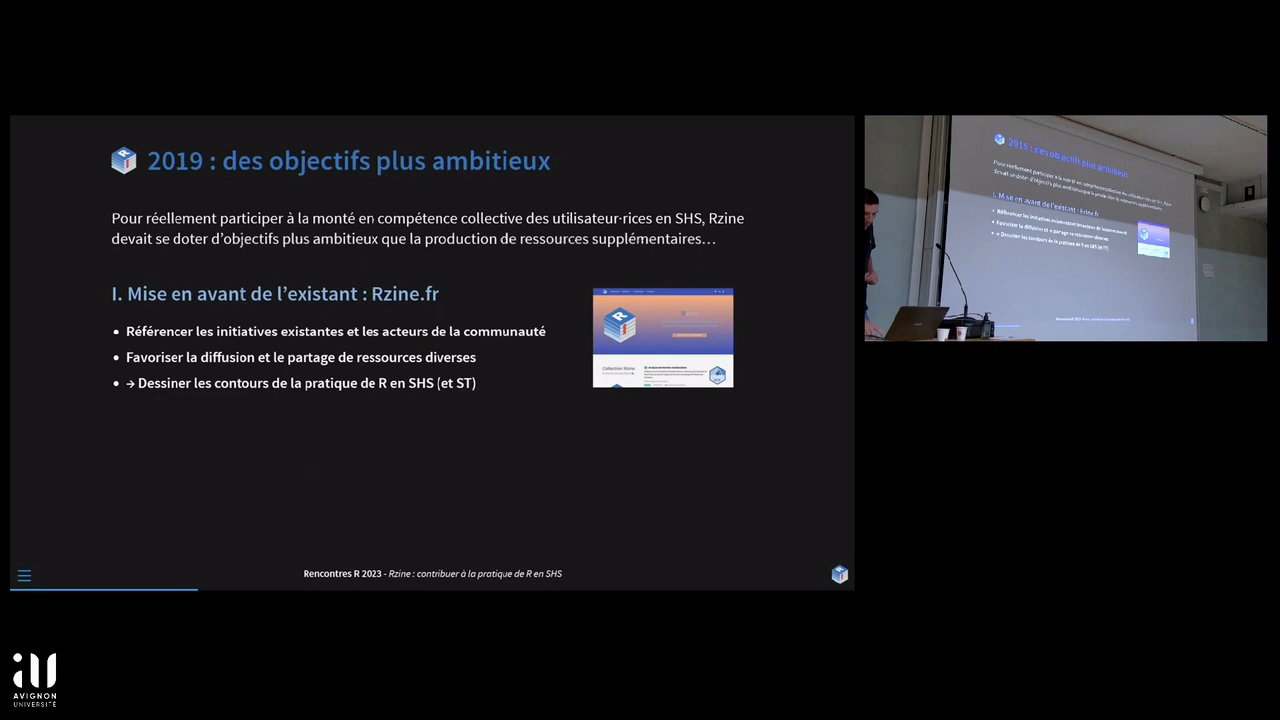 2019 : des objectifs plus ambitieux
Pour réellement participer à la monté en compétence collective des utilisateur·rices en SHS, Rzine
devait se doter d'objectifs plus ambitieux que la production de ressources supplémentaires…
I. Mise en avant de l'existant : Rzine.fr
• Référencer les initiatives existantes et les acteurs de la communauté
• Favoriser la diffusion et le partage de ressources diverses
• → Dessiner les contours de la pratique de R en SHS (et ST)
Collection Rzine
Rencontres R 2023 - Rzine : contribuer à la pratique de R en SHS
AVIGNON
UNIVERSITÉ